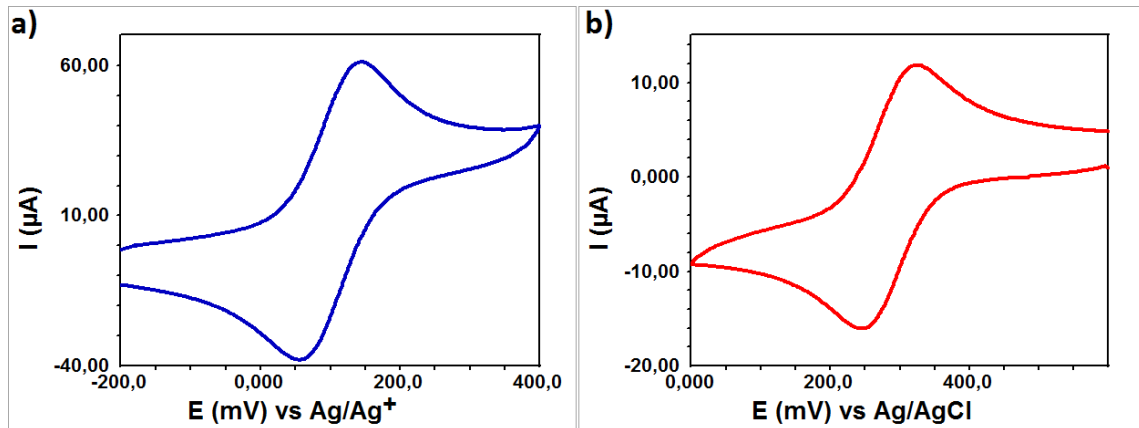 a)
60,00
10,00
-40,00
I (µA)
-200,0 0,000 200,0 400,0
E (mV) vs Ag/Ag⁺
b)
10,00
0,000
-10,00
-20,00
I (µA)
0,000 200,0 400,0
E (mV) vs Ag/AgCl